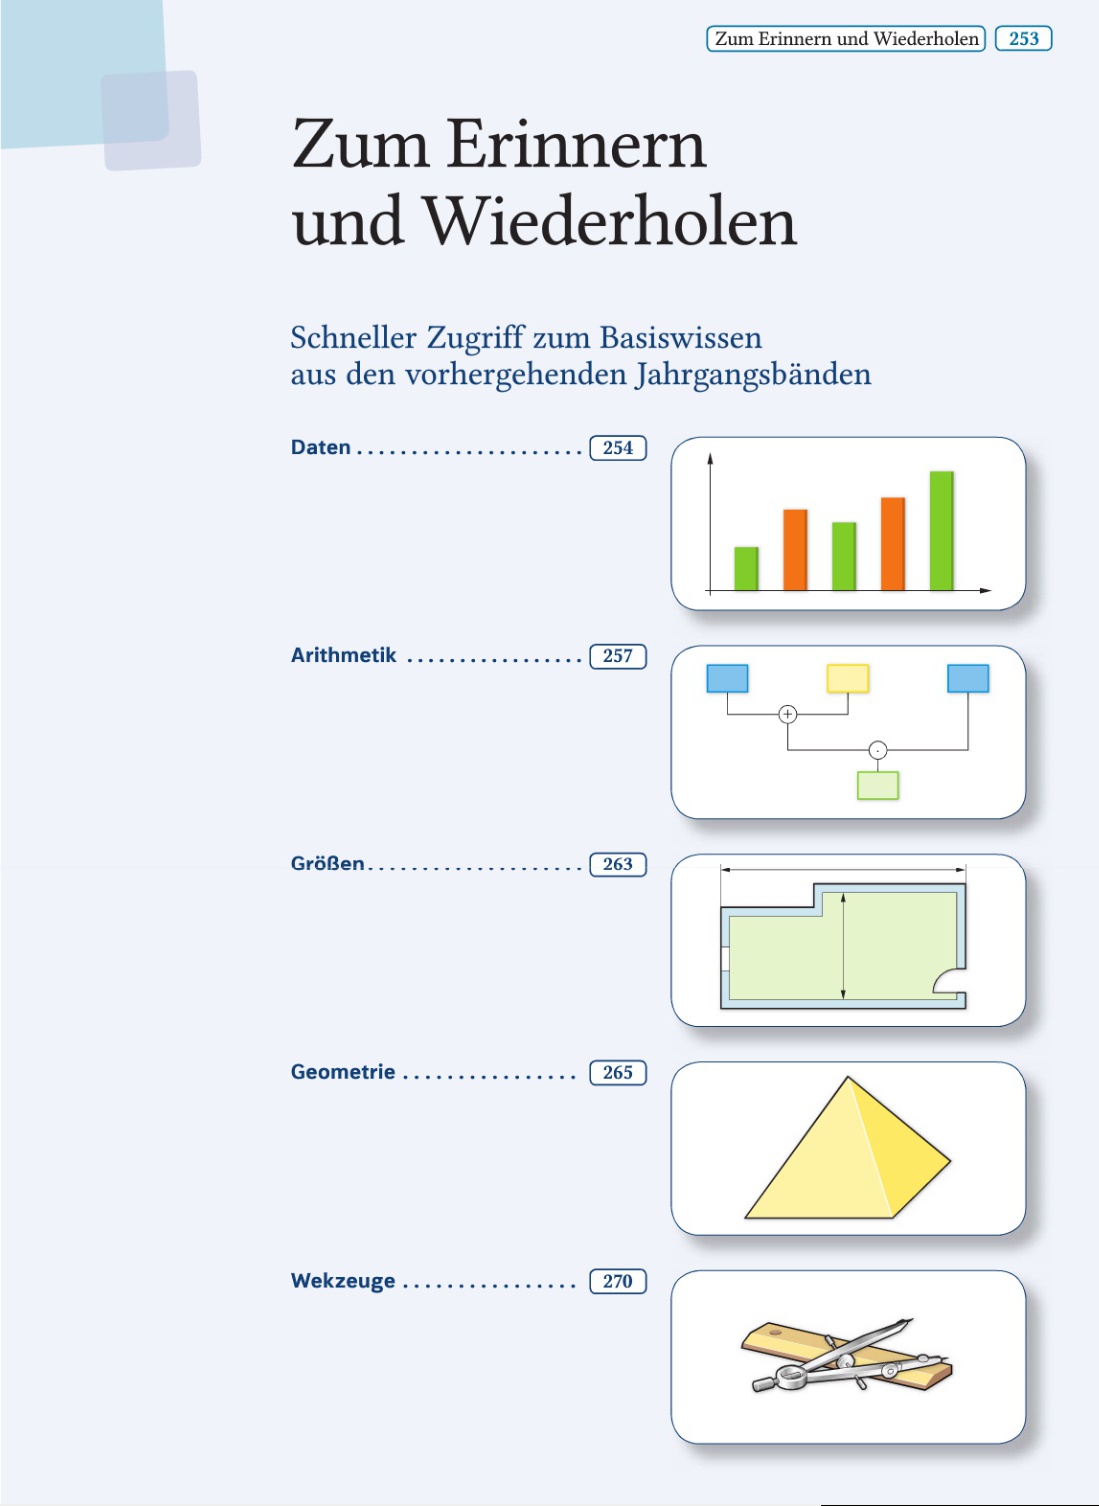 Zum Erinnern und Wiederholen 253
Zum Erinnern
und Wiederholen
Schneller Zugriff zum Basiswissen
aus den vorhergehenden Jahrgangsbänden
Daten ..................... 254
Arithmetik ................. 257
+
·
Größen.................... 263
Geometrie ................ 265
Wekzeuge ................ 270